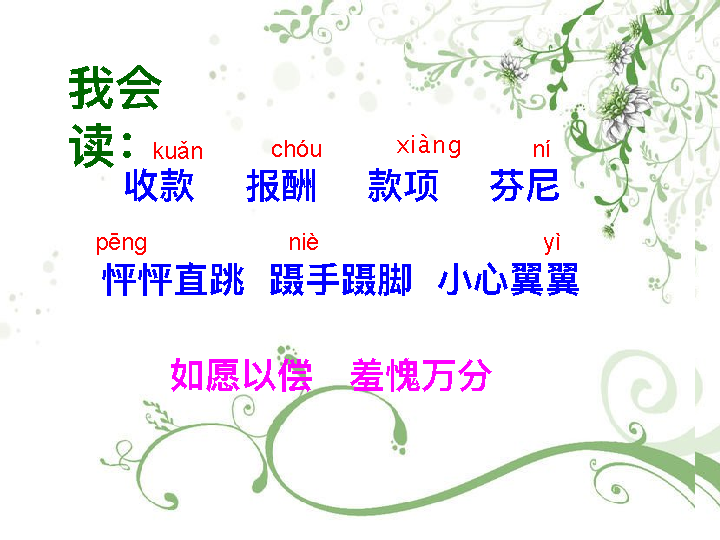 我会
读：
kuǎn chóu xiàng ní
收款 报酬 款项 芬尼
pēng niè yì
怦怦直跳 蹑手蹑脚 小心翼翼
如愿以偿 羞愧万分